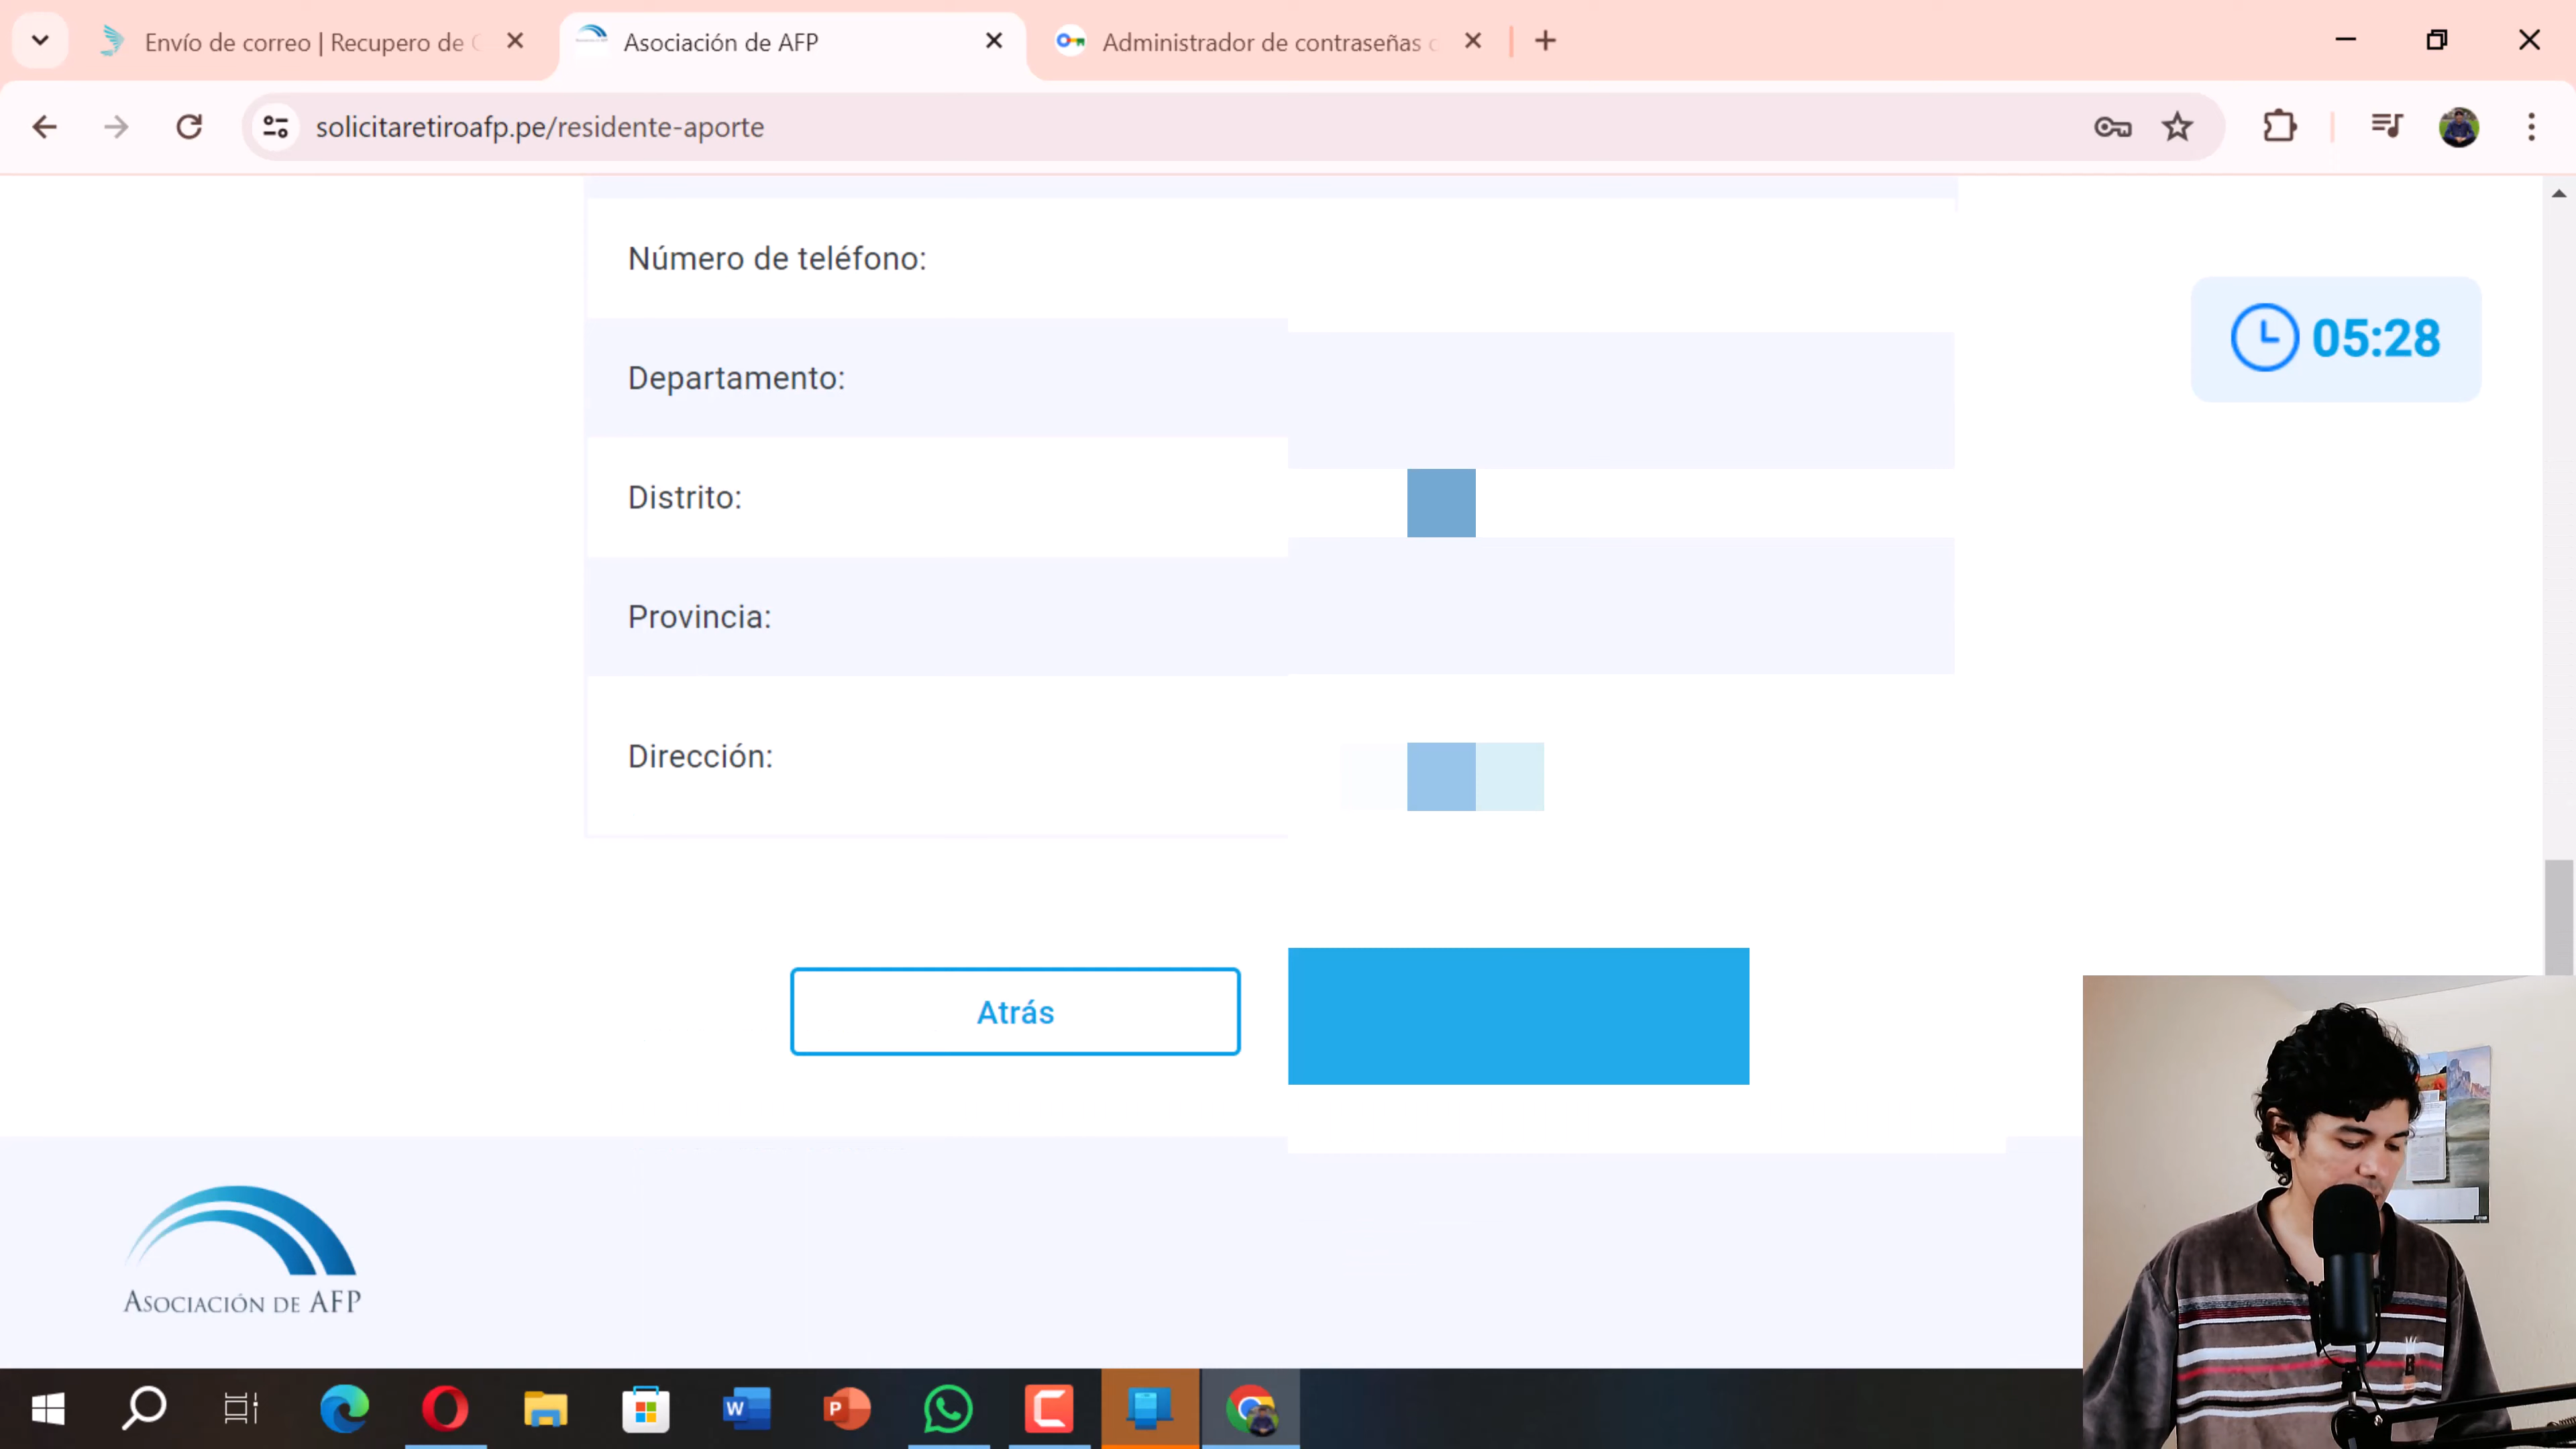 Envío de correo | Recupero de
Asociación de AFP
Administrador de contraseñas
solicitaretiroafp.pe/residente-aporte
Número de teléfono:
05:28
Departamento:
Distrito:
Provincia:
Dirección:
Atrás
ASOCIACIÓN DE AFP